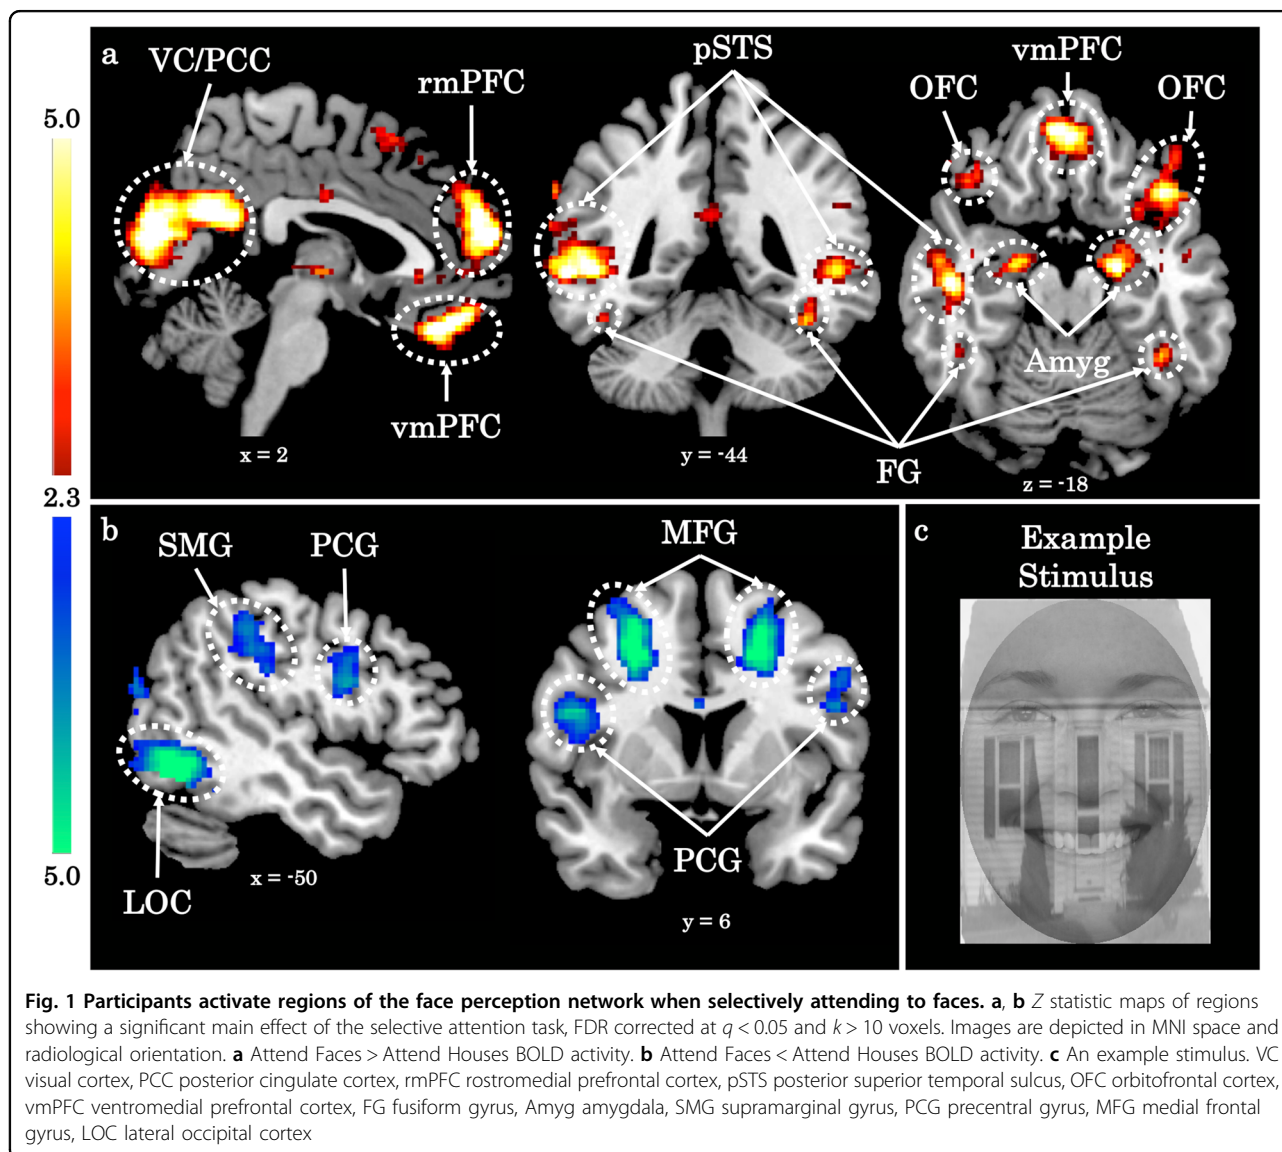 a
VC/PCC
rmPFC
pSTS
vmPFC
OFC
OFC
5.0
vmPFC
x = 2
y = -44
Amyg
FG
z = -18
2.3
b
SMG
PCG
MFG
LOC
x = -50
PCG
y = 6
5.0
c
Example
Stimulus
Fig. 1 Participants activate regions of the face perception network when selectively attending to faces. a, b Z statistic maps of regions
showing a significant main effect of the selective attention task, FDR corrected at q < 0.05 and k > 10 voxels. Images are depicted in MNI space and
radiological orientation. a Attend Faces > Attend Houses BOLD activity. b Attend Faces < Attend Houses BOLD activity. c An example stimulus. VC
visual cortex, PCC posterior cingulate cortex, rmPFC rostromedial prefrontal cortex, pSTS posterior superior temporal sulcus, OFC orbitofrontal cortex,
vmPFC ventromedial prefrontal cortex, FG fusiform gyrus, Amyg amygdala, SMG supramarginal gyrus, PCG precentral gyrus, MFG medial frontal
gyrus, LOC lateral occipital cortex